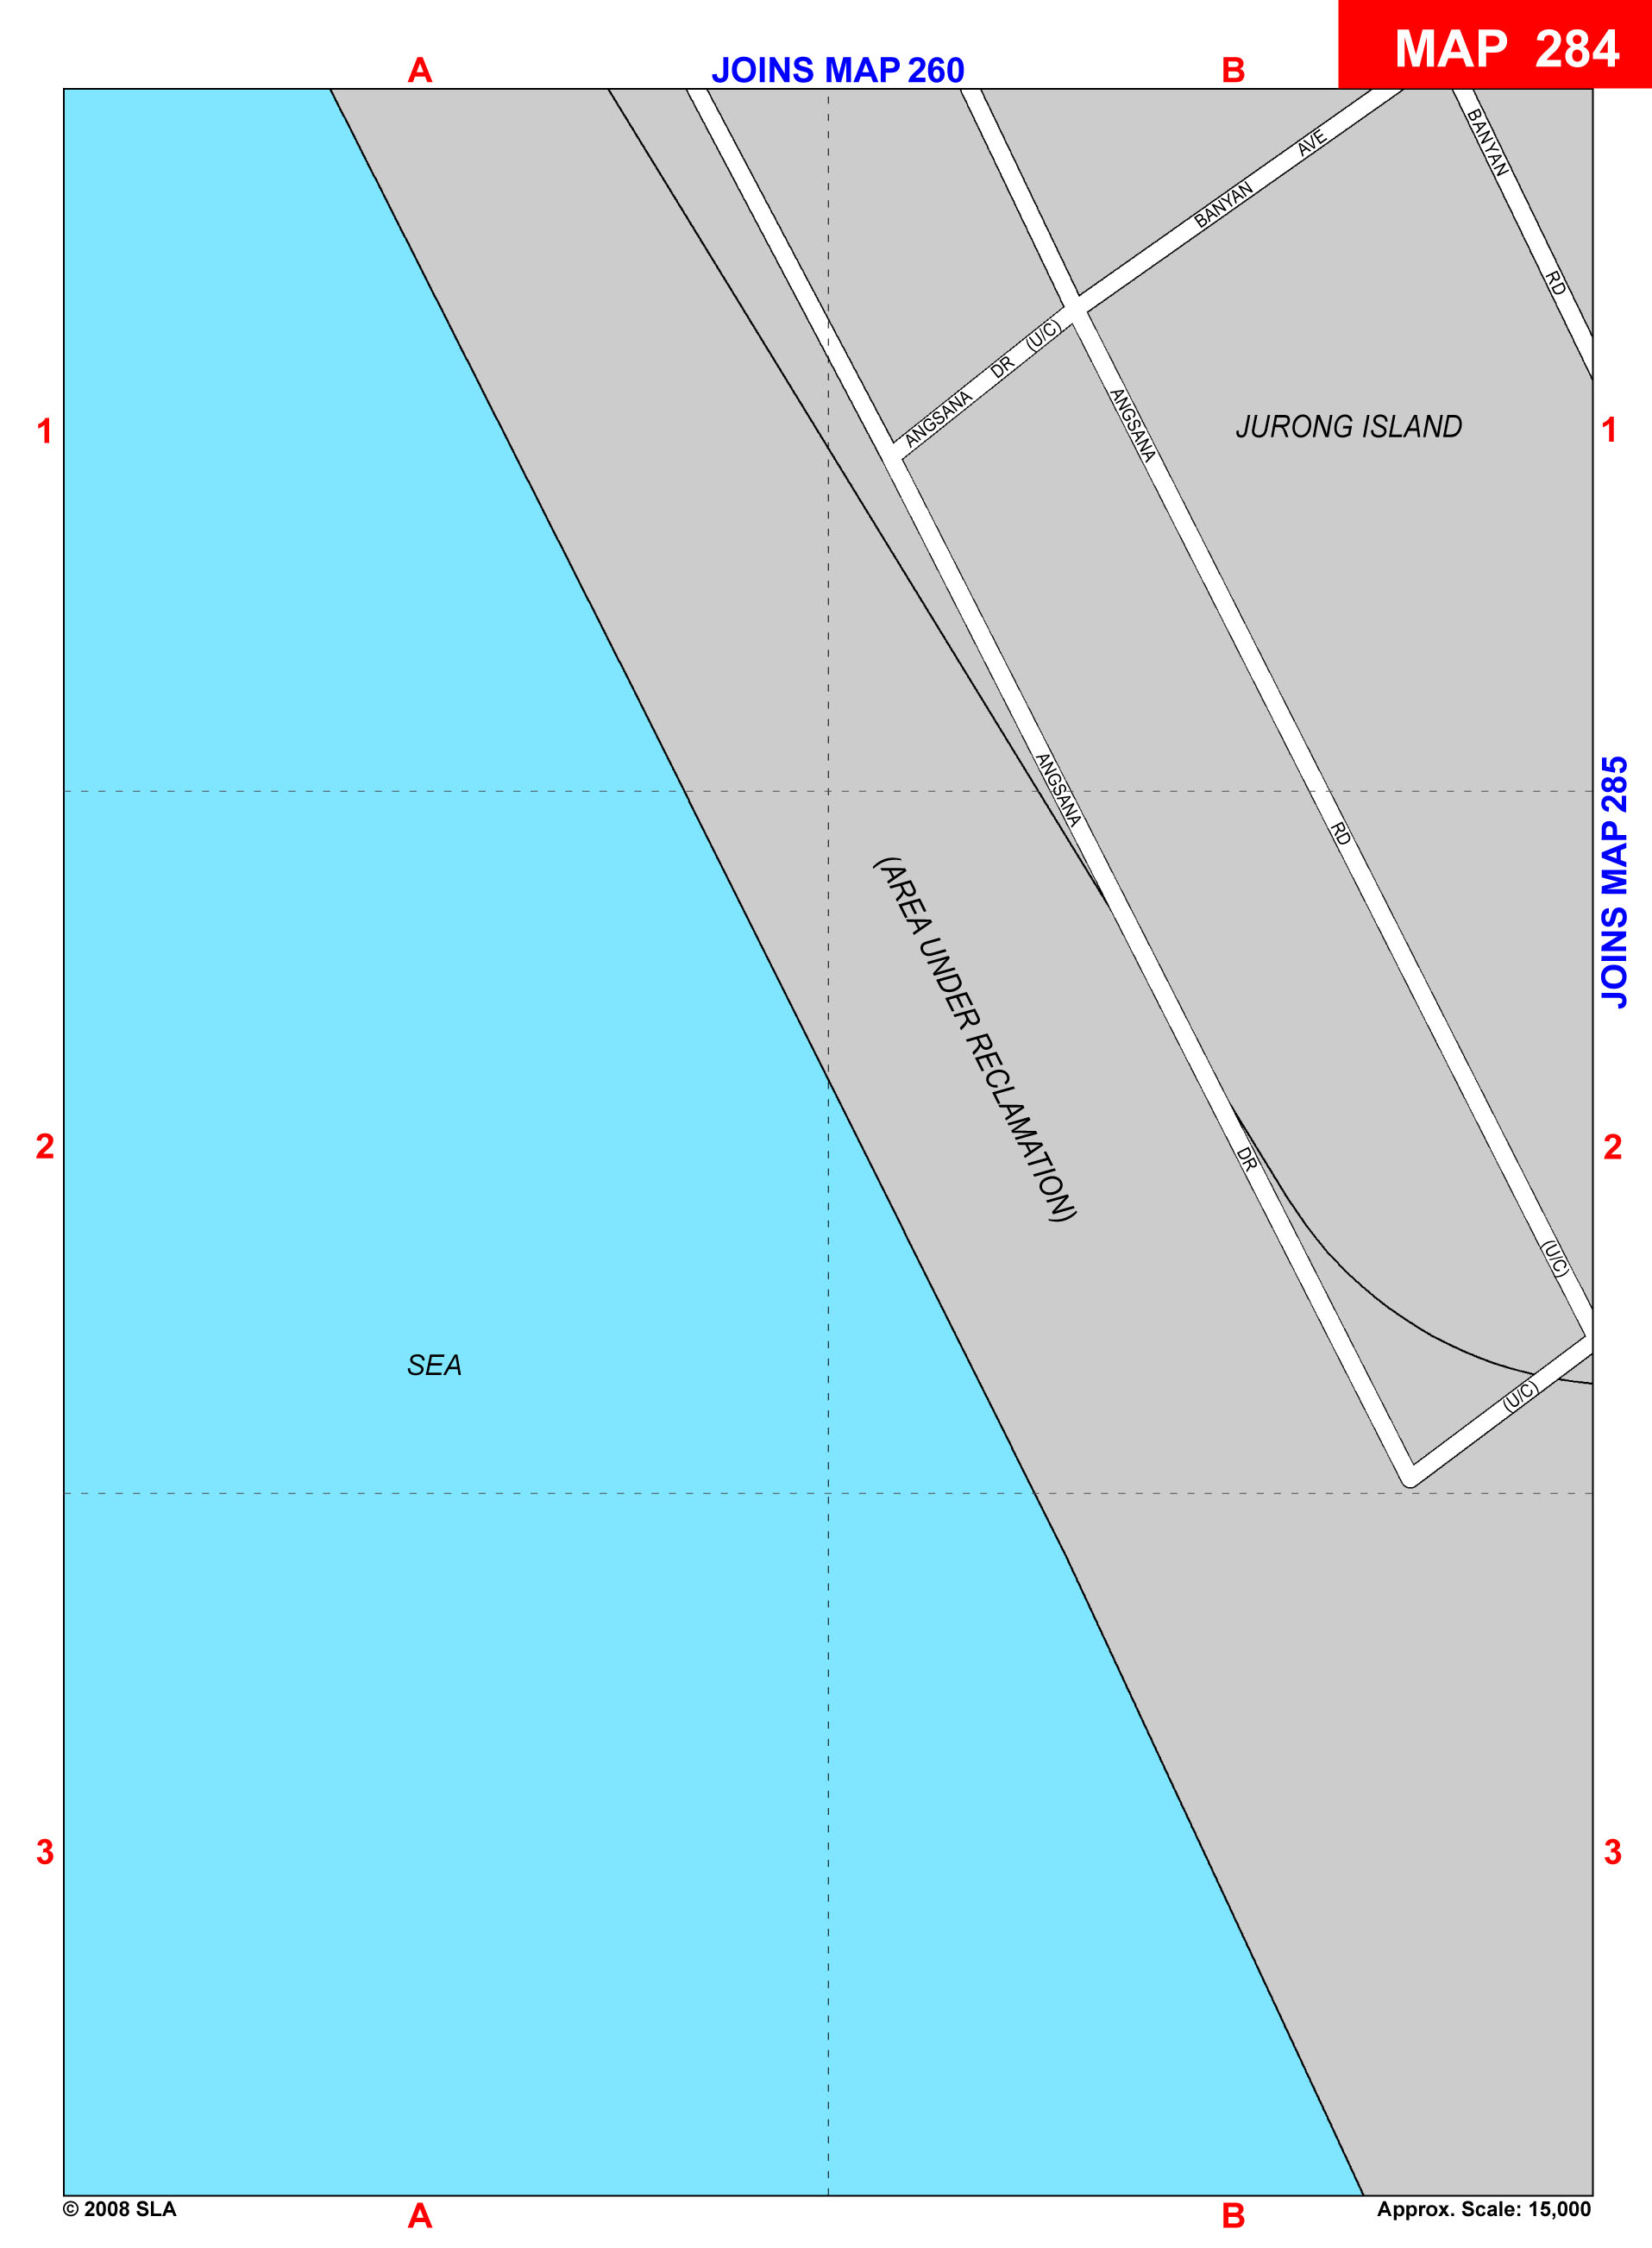 MAP 284
A
JOINS MAP 260
B
BANYAN AVE
BANYAN RD
ANGSANA DR (U/C)
1
ANGSANA RD (U/C)
JURONG ISLAND
1
ANGSANA DR
JOINS MAP 285
(AREA UNDER RECLAMATION)
2
2
SEA
(U/C)
3
3
© 2008 SLA
A
B
Approx. Scale: 15,000